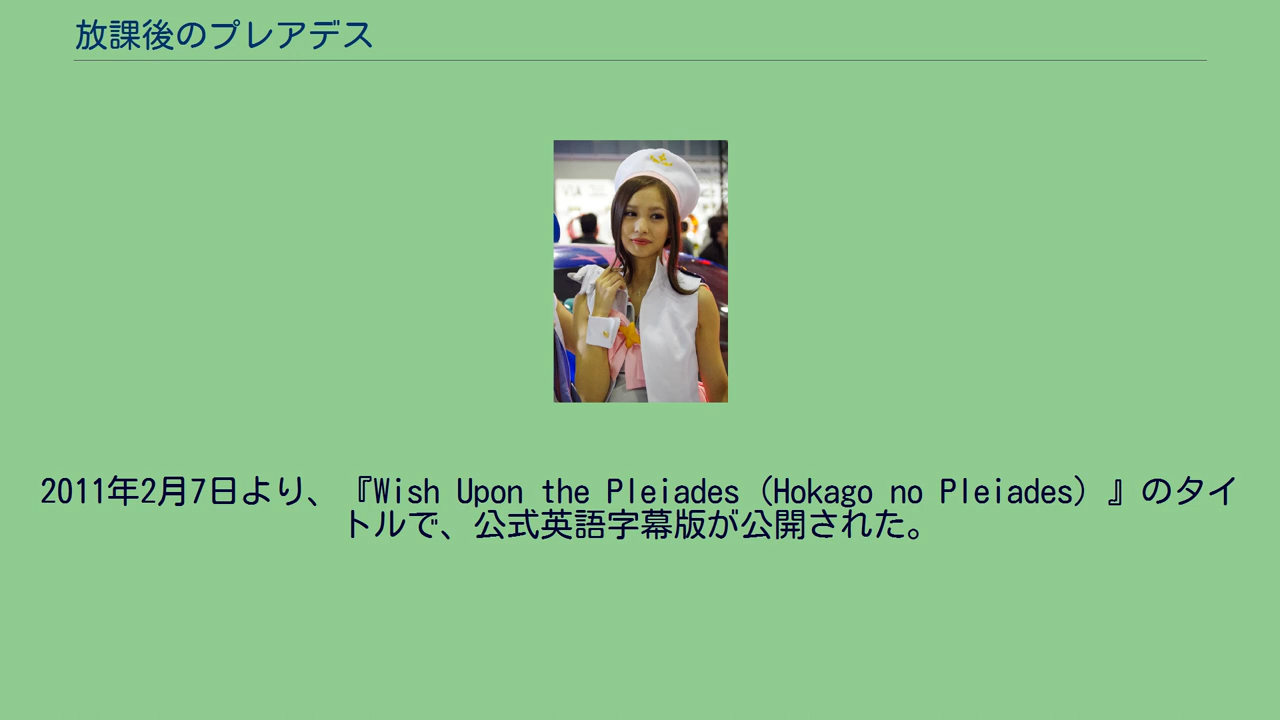 放課後のプレアデス
2011年2月7日より、『Wish Upon the Pleiades (Hokago no Pleiades) 』のタイ
トルで、公式英語字幕版が公開された。